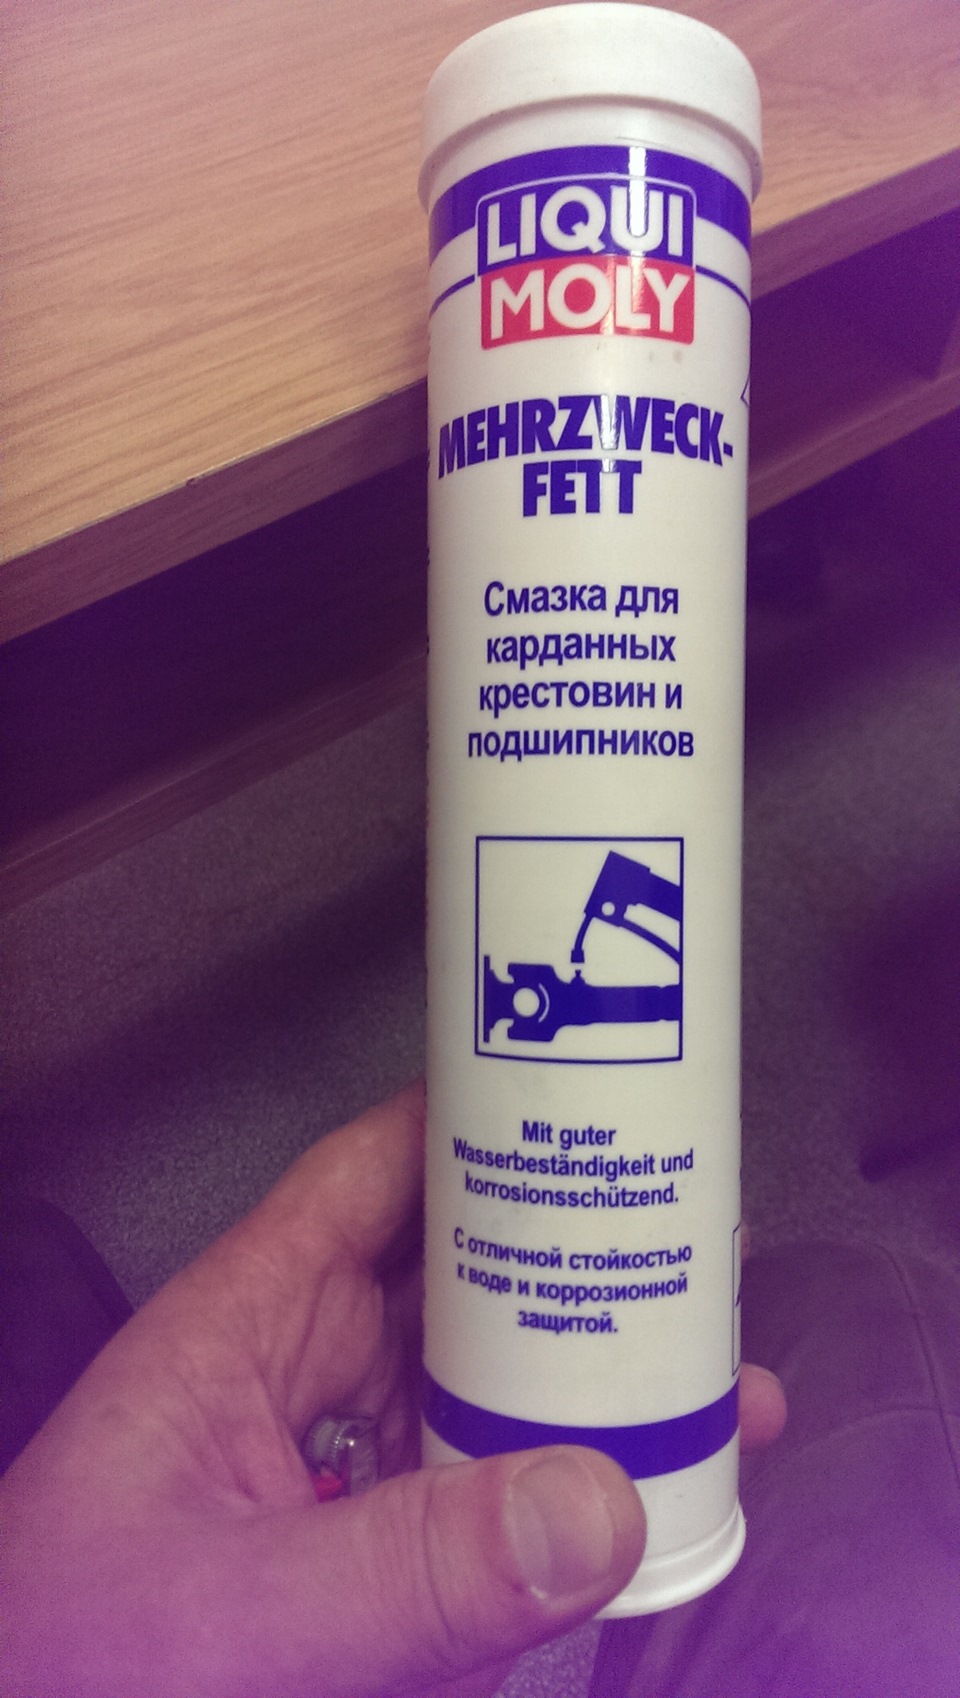 LIQUI
MOLY
MEHRZWECK-
FETT
Смазка для
карданных
крестовин и
подшипников
Mit guter
Wasserbeständigkeit und
korrosionsschützend.
С отличной стойкостью
к воде и коррозионной
защитой.